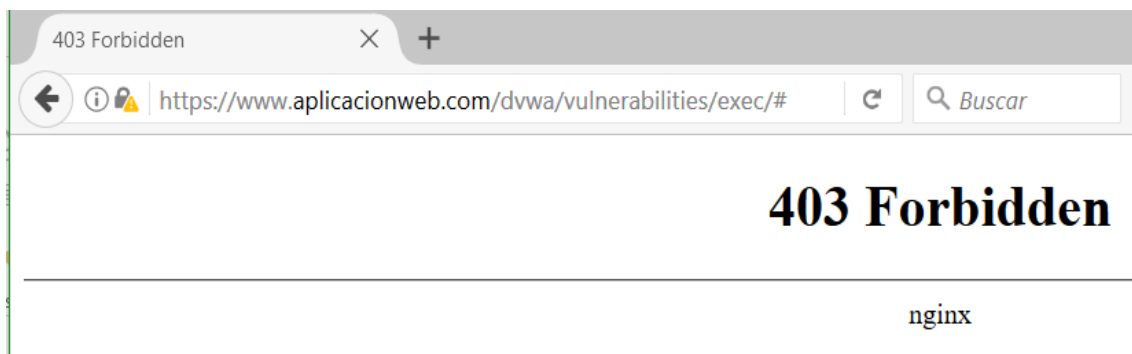 403 Forbidden
https://www.aplicacionweb.com/dvwa/vulnerabilities/exec/#
Buscar
403 Forbidden
nginx